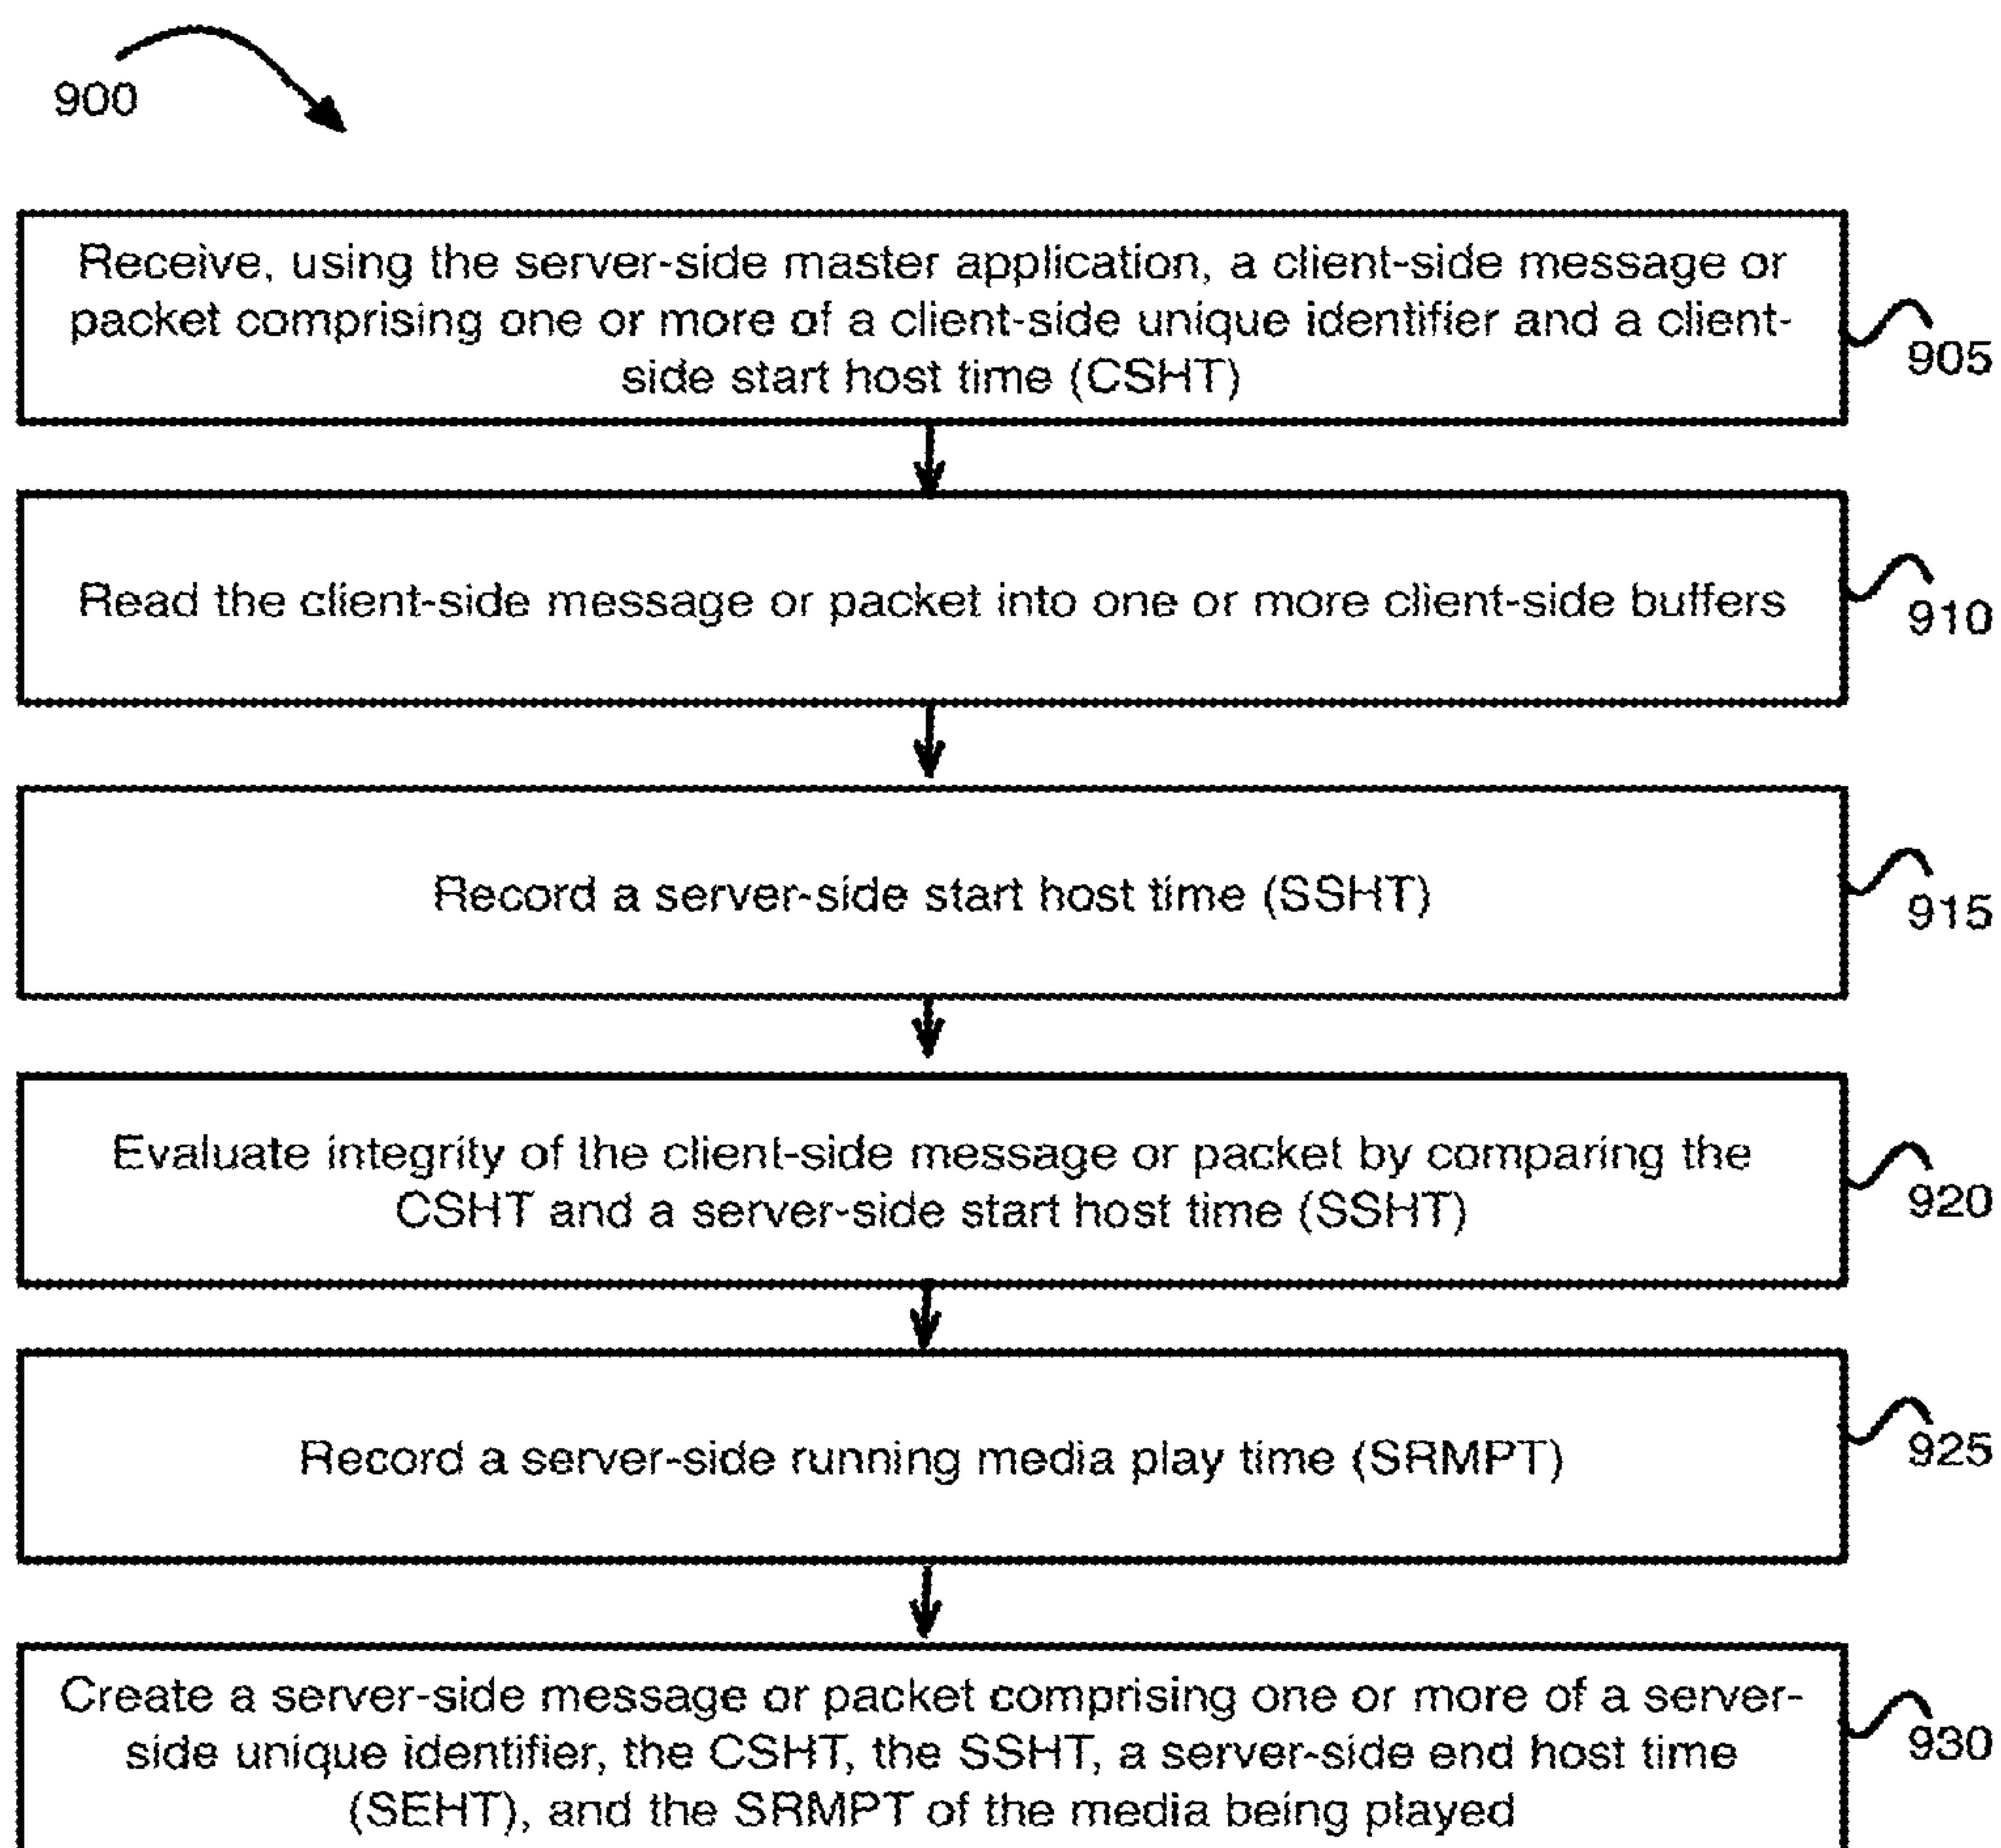 900
Receive, using the server-side master application, a client-side message or
packet comprising one or more of a client-side unique identifier and a client-
side start host time (CSHT)
905
Read the client-side message or packet into one or more client-side buffers
910
Record a server-side start host time (SSHT)
915
Evaluate integrity of the client-side message or packet by comparing the
CSHT and a server-side start host time (SSHT)
920
Record a server-side running media play time (SRMPT)
925
Create a server-side message or packet comprising one or more of a server-
side unique identifier, the CSHT, the SSHT, a server-side end host time
(SEHT), and the SRMPT of the media being played
930